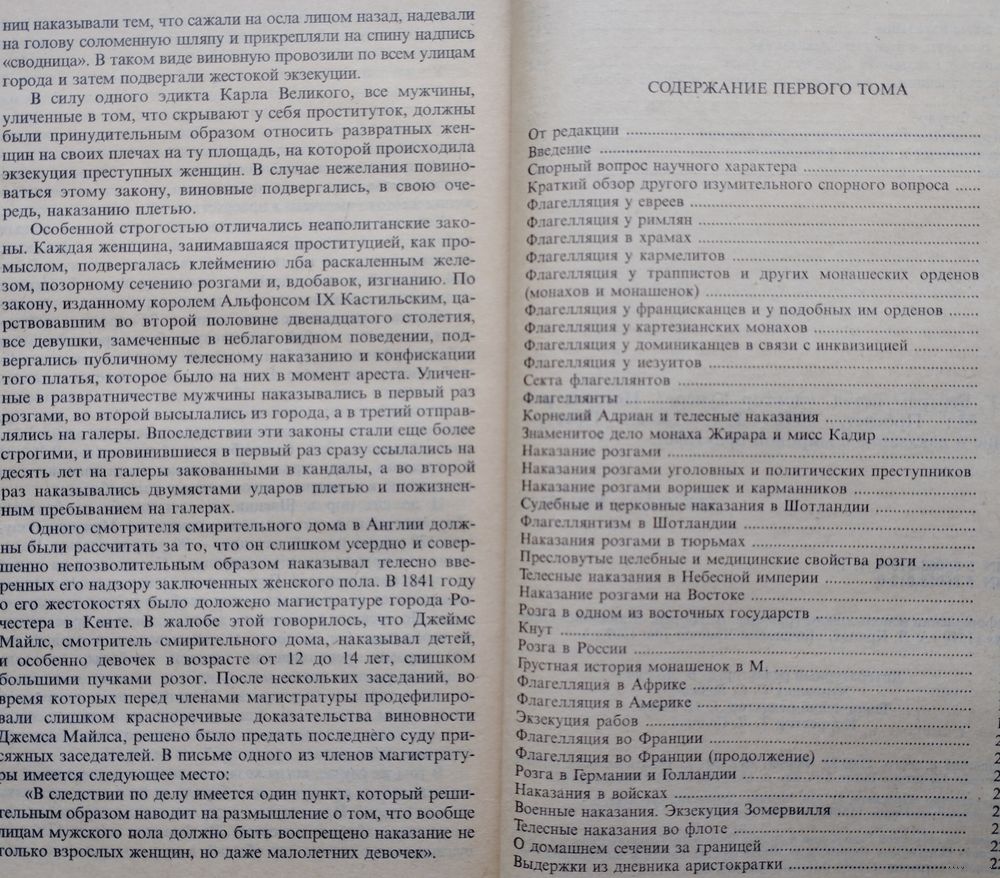 ниц наказывали тем, что сажали на осла лицом назад, надевали
на голову соломенную шляпу и прикрепляли на спину надпись
«сводница». В таком виде виновную провозили по всем улицам
города и затем подвергали жестокой экзекуции.
В силу одного эдикта Карла Великого, все мужчины,
уличенные в том, что скрывают у себя проституток, должны
были принудительным образом относить развратных жен-
щин на своих плечах на ту площадь, на которой происходила
экзекуция преступных женщин. В случае нежелания повино-
ваться этому закону, виновные подвергались, в свою оче-
редь, наказанию плетью.
Особенной строгостью отличались неаполитанские зако-
ны. Каждая женщина, занимавшаяся проституцией, как про-
мыслом, подвергалась клеймению лба раскаленным желе-
зом, позорному сечению розгами и, вдобавок, изгнанию. По
закону, изданному королем Альфонсом IX Кастильским, цар-
ствовавшим во второй половине двенадцатого столетия,
все девушки, замеченные в неблаговидном поведении, под-
вергались публичному телесному наказанию и конфискации
того платья, которое было на них в момент ареста. Уличен-
ные в развратничестве мужчины наказывались в первый раз
розгами, во второй высылались из города, а в третий отправ-
лялись на галеры. Впоследствии эти законы стали еще более
строгими, и провинившиеся в первый раз сразу ссылались на
десять лет на галеры закованными в кандалы, а во второй
раз наказывались двумястами ударов плетью и пожизнен-
ным пребыванием на галерах.
Одного смотрителя смирительного дома в Англии долж-
ны были рассчитать за то, что он слишком усердно и совер-
шенно непозволительным образом наказывал телесно вве-
ренных его надзору заключенных женского пола. В 1841 году
о его жестокостях было доложено магистратуре города Ро-
честера в Кенте. В жалобе этой говорилось, что Джеймс
Майлс, смотритель смирительного дома, наказывал детей,
и особенно девочек в возрасте от 12 до 14 лет, слишком
большими пучками розог. После нескольких заседаний, во
время которых перед членами магистратуры продефилиро-
вали слишком красноречивые доказательства виновности
Джемса Майлса, решено было предать последнего суду при-
сяжных заседателей. В письме одного из членов магистрату-
ры имеется следующее место:
«В следствии по делу имеется один пункт, который реши-
тельным образом наводит на размышление о том, что вообще
лицам мужского пола должно быть воспрещено наказание не
только взрослых женщин, но даже малолетних девочек».
СОДЕРЖАНИЕ ПЕРВОГО ТОМА
От редакции
Введение
Спорный вопрос научного характера
Краткий обзор другого изумительного спорного вопроса
Флагелляция у евреев
Флагелляция у римлян
Флагелляция в храмах
Флагелляция у кармелитов
Флагелляция у траппистов и других монашеских орденов
(монахов и монашенок)
Флагелляция у францисканцев и у подобных им орденов
Флагелляция у картезианских монахов
Флагелляция у доминиканцев в связи с инквизицией
Флагелляция у иезуитов
Секта флагеллянтов
Флагеллянты
Корнелий Адриан и телесные наказания
Знаменитое дело монаха Жирара и мисс Кадир
Наказание розгами
Наказания розгами уголовных и политических преступников
Наказание розгами воришек и карманников
Судебные и церковные наказания в Шотландии
Флагеллянтизм в Шотландии
Наказания розгами в тюрьмах
Пресловутые целебные и медицинские свойства розги
Телесные наказания в Небесной империи
Наказание розгами на Востоке
Розга в одном из восточных государств
Кнут
Розга в России
Грустная история монашенок в М.
Флагелляция в Африке
Флагелляция в Америке
Экзекуция рабов
Флагелляция во Франции
Флагелляция во Франции (продолжение)
Розга в Германии и Голландии
Наказания в войсках
Военные наказания. Экзекуция Зомервилля
Телесные наказания во флоте
О домашнем сечении за границей
Выдержки из дневника аристократки